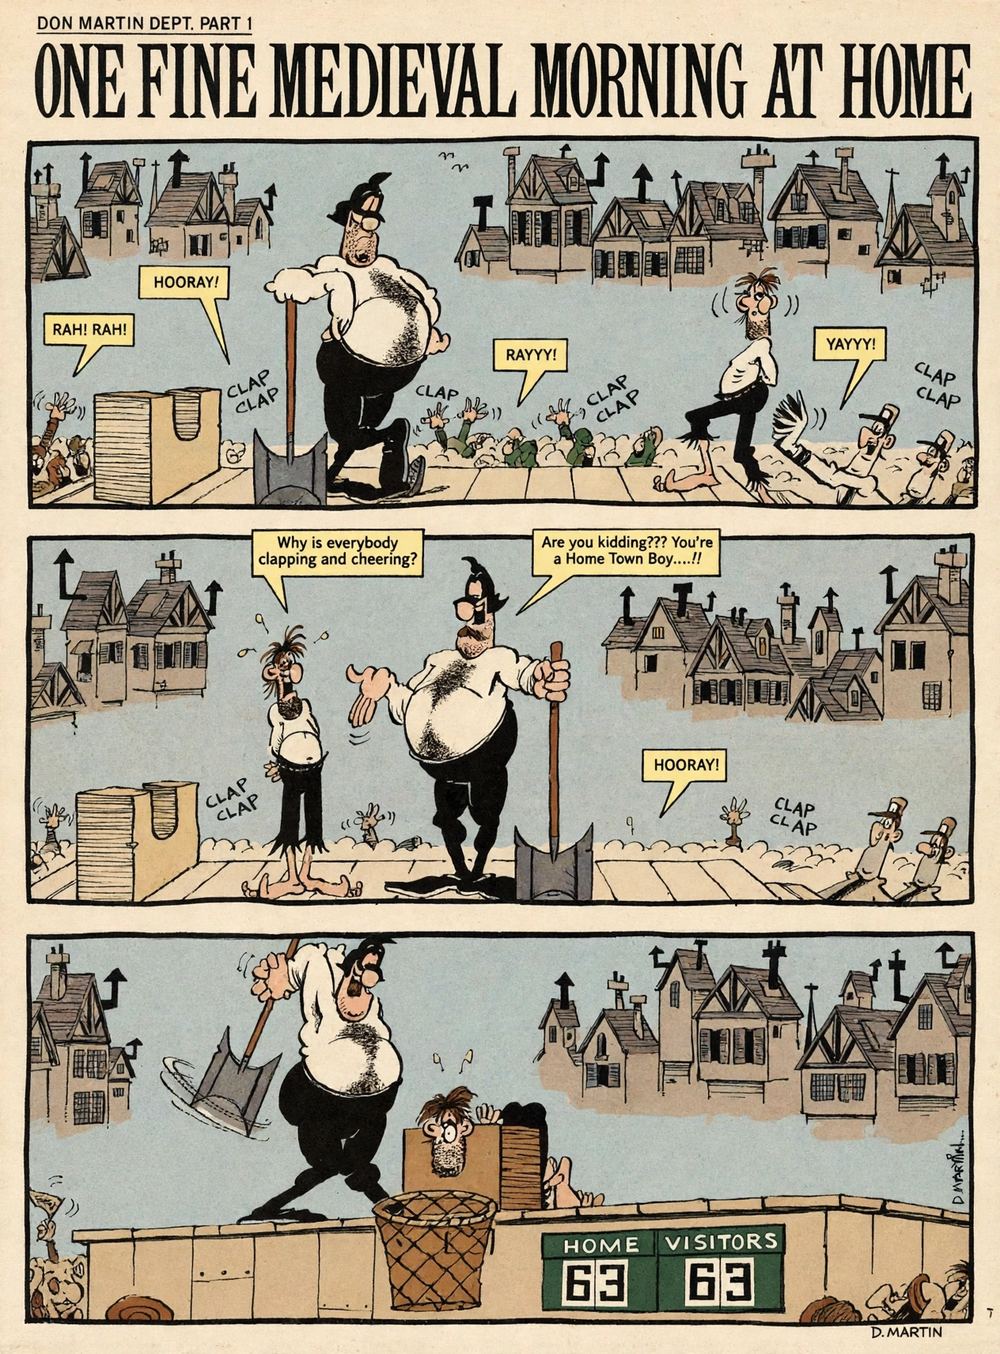 DON MARTIN DEPT. PART 1
ONE FINE MEDIEVAL MORNING AT HOME
HOORAY!
RAH! RAH!
CLAP
CLAP
CLAP
RAYYY!
CLAP
CLAP
YAYYY!
CLAP
CLAP
Why is everybody
clapping and cheering?
Are you kidding??? You're
a Home Town Boy....!!
CLAP
CLAP
HOORAY!
CLAP
CLAP
D. MARTIN...
HOME VISITORS
63 63
D. MARTIN